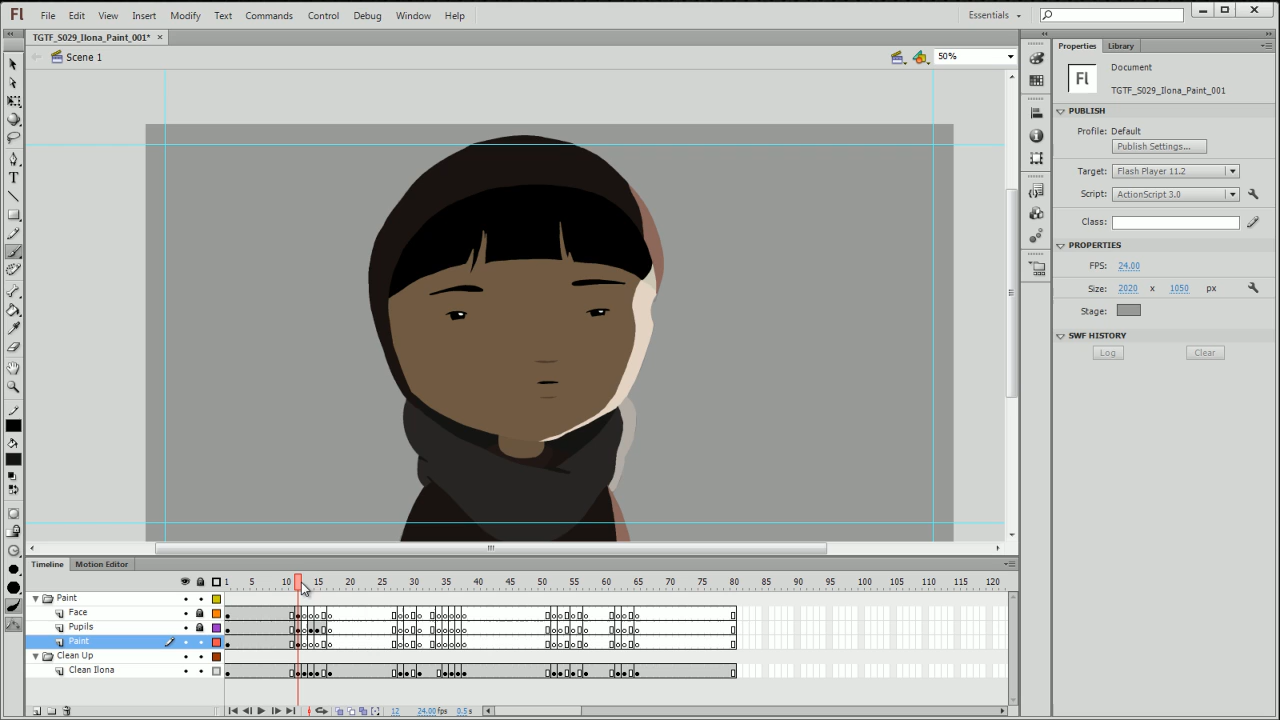 Fl File Edit View Insert Modify Text Commands Control Debug Window Help Essentials
TGTF_S029_Ilona_Paint_001* ×
Scene 1 50%
Properties Library
Fl Document
TGTF_S029_Ilona_Paint_001
PUBLISH
Profile: Default
Publish Settings...
Target: Flash Player 11.2
Script: ActionScript 3.0
Class:
PROPERTIES
FPS: 24.00
Size: 2020 x 1050 px
Stage:
SWF HISTORY
Log Clear
Timeline Motion Editor
1 5 10 15 20 25 30 35 40 45 50 55 60 65 70 75 80 85 90 95 100 105 110 115 120
Paint
Face
Pupils
Paint
Clean Up
Clean Ilona
12 24.00 fps 0.5 s